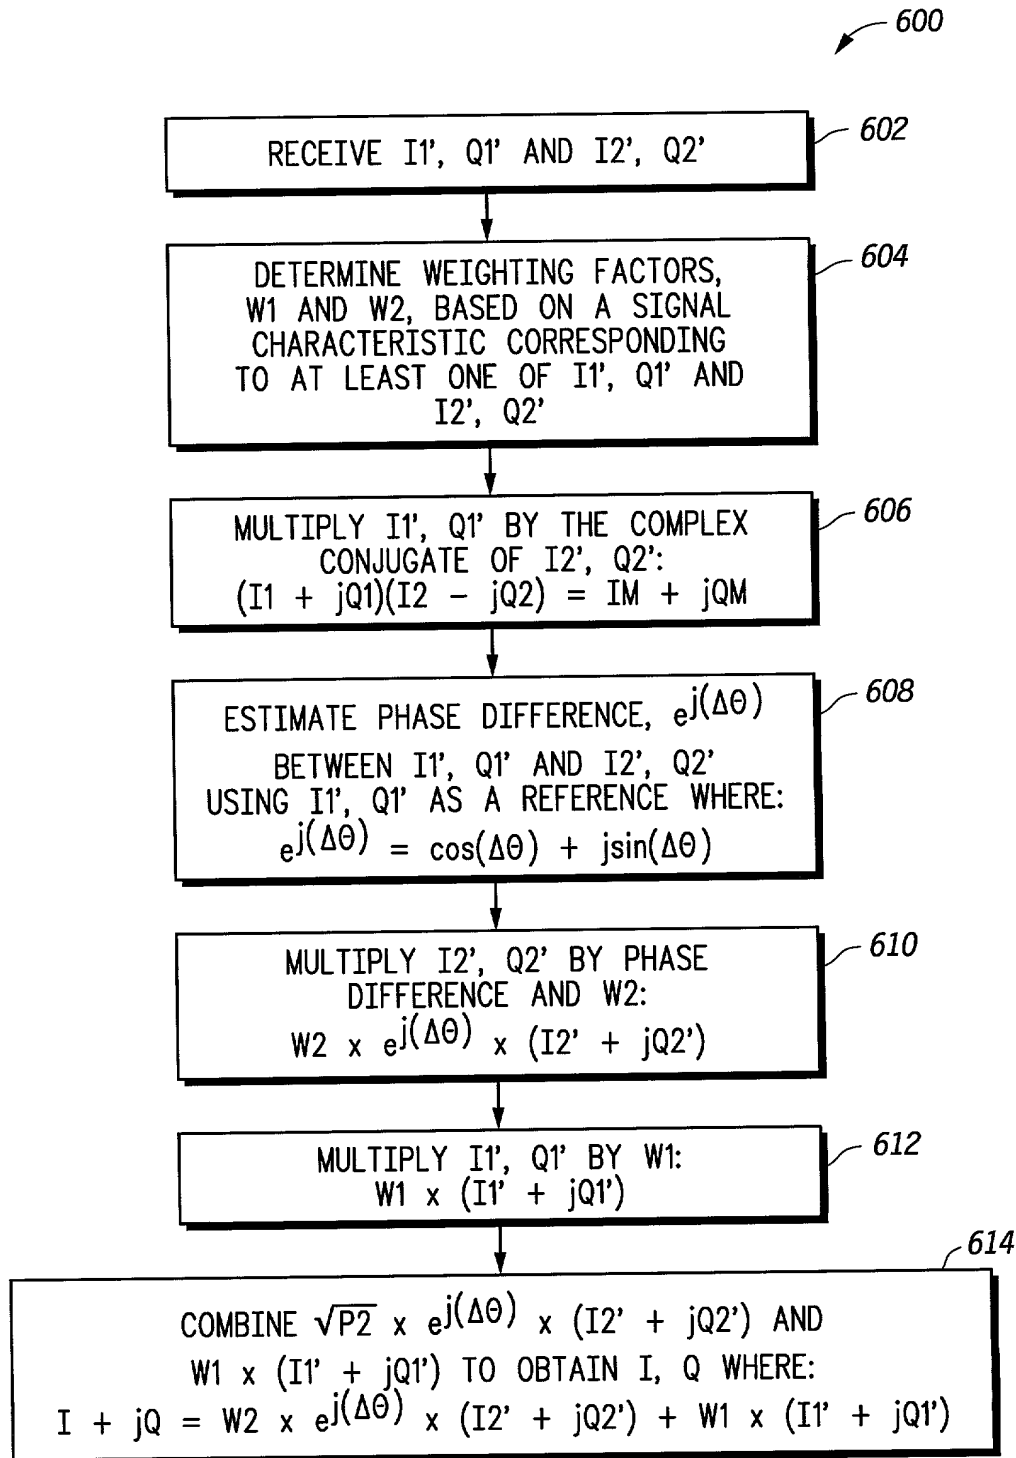 600
602
RECEIVE I1', Q1' AND I2', Q2'
604
DETERMINE WEIGHTING FACTORS,
W1 AND W2, BASED ON A SIGNAL
CHARACTERISTIC CORRESPONDING
TO AT LEAST ONE OF I1', Q1' AND
I2', Q2'
606
MULTIPLY I1', Q1' BY THE COMPLEX
CONJUGATE OF I2', Q2':
(I1 + jQ1)(I2 - jQ2) = IM + jQM
608
ESTIMATE PHASE DIFFERENCE, e^j(ΔΘ)
BETWEEN I1', Q1' AND I2', Q2'
USING I1', Q1' AS A REFERENCE WHERE:
e^j(ΔΘ) = cos(ΔΘ) + jsin(ΔΘ)
610
MULTIPLY I2', Q2' BY PHASE
DIFFERENCE AND W2:
W2 x e^j(ΔΘ) x (I2' + jQ2')
612
MULTIPLY I1', Q1' BY W1:
W1 x (I1' + jQ1')
614
COMBINE √P2 x e^j(ΔΘ) x (I2' + jQ2') AND
W1 x (I1' + jQ1') TO OBTAIN I, Q WHERE:
I + jQ = W2 x e^j(ΔΘ) x (I2' + jQ2') + W1 x (I1' + jQ1')